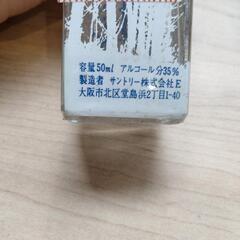 容量50ml アルコール分35%
製造者 サントリー株式会社E
大阪市北区堂島浜2丁目1-40